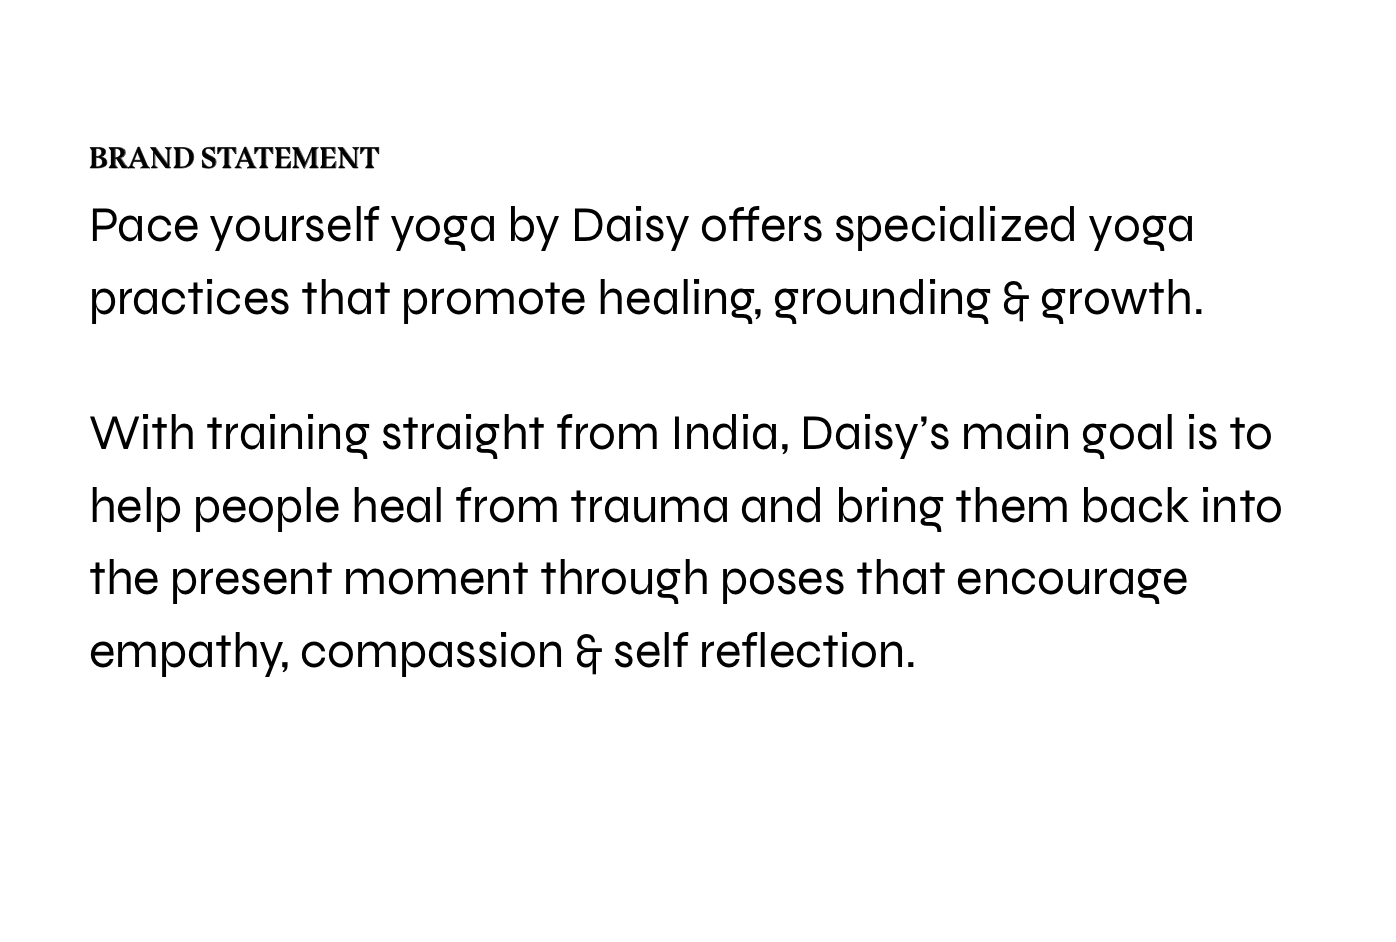 BRAND STATEMENT
Pace yourself yoga by Daisy offers specialized yoga
practices that promote healing, grounding & growth.
With training straight from India, Daisy’s main goal is to
help people heal from trauma and bring them back into
the present moment through poses that encourage
empathy, compassion & self reflection.